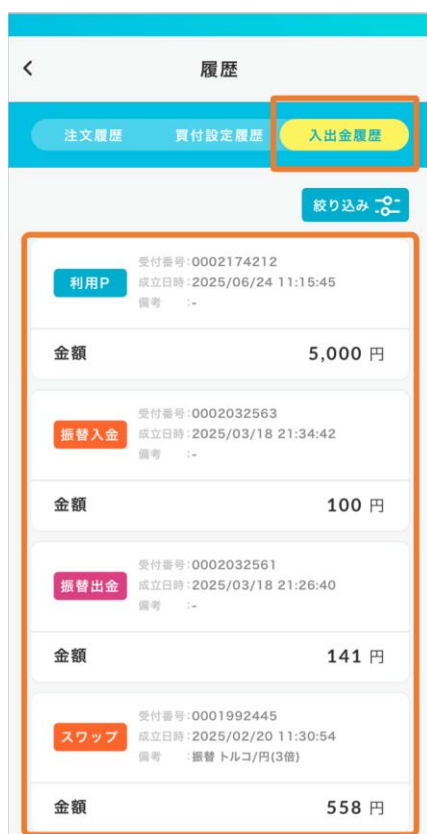 履歴
注文履歴 買付設定履歴 入出金履歴
絞り込み
利用P
受付番号:0002174212
成立日時:2025/06/24 11:15:45
備考 :-
金額 5,000 円
振替入金
受付番号:0002032563
成立日時:2025/03/18 21:34:42
備考 :-
金額 100 円
振替出金
受付番号:0002032561
成立日時:2025/03/18 21:26:40
備考 :-
金額 141 円
スワップ
受付番号:0001992445
成立日時:2025/02/20 11:30:54
備考 :振替 トルコ/円(3倍)
金額 558 円